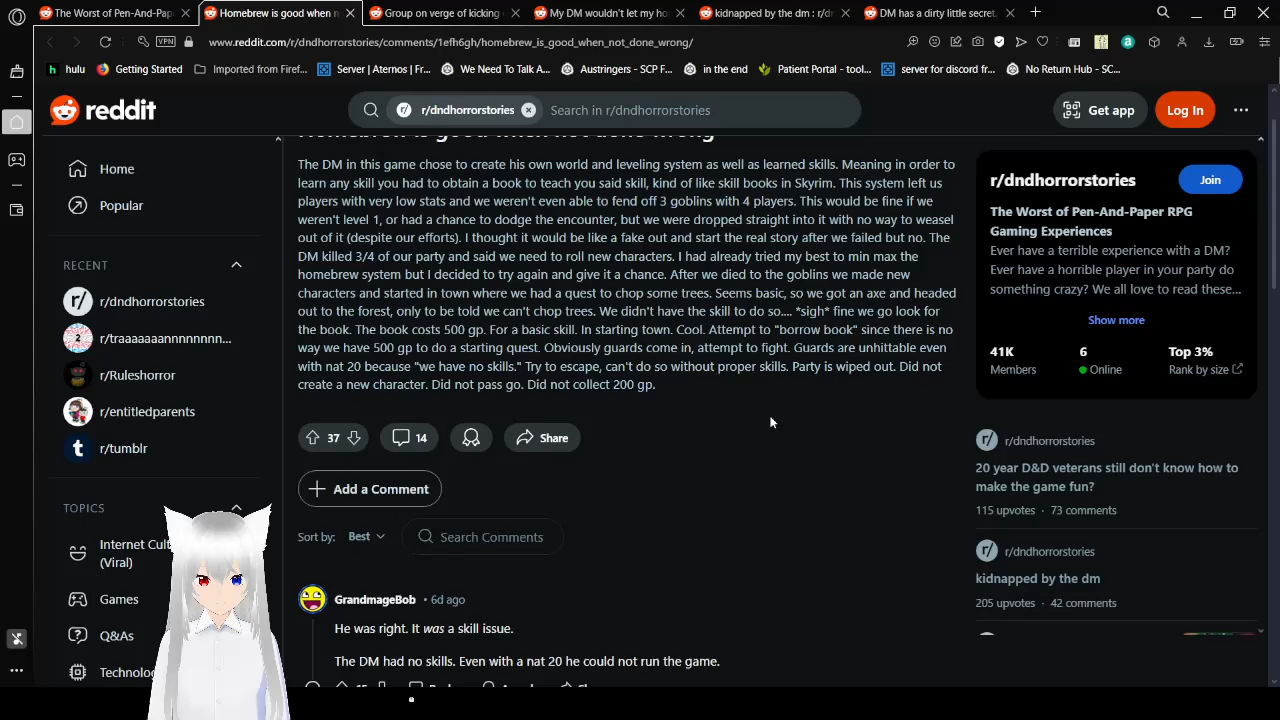 The Worst of Pen-And-Paper
Homebrew is good when n
Group on verge of kicking
My DM wouldn't let my ho
kidnapped by the dm : r/d
DM has a dirty little secret
VPN
www.reddit.com/r/dndhorrorstories/comments/1efh6gh/homebrew_is_good_when_not_done_wrong/
hulu
Getting Started
Imported from Firef...
Server | Aternos | Fr...
We Need To Talk A...
Austringers - SCP F...
in the end
Patient Portal - tool...
server for discord fr...
No Return Hub - SC...
reddit
r/dndhorrorstories
Search in r/dndhorrorstories
Get app
Log In
Home
Popular
RECENT
r/dndhorrorstories
r/traaaaaaannnnnnnnn...
r/Ruleshorror
r/entitledparents
r/tumblr
TOPICS
Internet Cult
(Viral)
Games
Q&As
Technolog
Homebrew is good when not done wrong
The DM in this game chose to create his own world and leveling system as well as learned skills. Meaning in order to
learn any skill you had to obtain a book to teach you said skill, kind of like skill books in Skyrim. This system left us
players with very low stats and we weren't even able to fend off 3 goblins with 4 players. This would be fine if we
weren't level 1, or had a chance to dodge the encounter, but we were dropped straight into it with no way to weasel
out of it (despite our efforts). I thought it would be like a fake out and start the real story after we failed but no. The
DM killed 3/4 of our party and said we need to roll new characters. I had already tried my best to min max the
homebrew system but I decided to try again and give it a chance. After we died to the goblins we made new
characters and started in town where we had a quest to chop some trees. Seems basic, so we got an axe and headed
out to the forest, only to be told we can't chop trees. We didn't have the skill to do so.... *sigh* fine we go look for
the book. The book costs 500 gp. For a basic skill. In starting town. Cool. Attempt to "borrow book" since there is no
way we have 500 gp to do a starting quest. Obviously guards come in, attempt to fight. Guards are unhittable even
with nat 20 because "we have no skills." Try to escape, can't do so without proper skills. Party is wiped out. Did not
create a new character. Did not pass go. Did not collect 200 gp.
37
14
Share
Add a Comment
Sort by:
Best
Search Comments
GrandmageBob • 6d ago
He was right. It was a skill issue.
The DM had no skills. Even with a nat 20 he could not run the game.
r/dndhorrorstories
Join
The Worst of Pen-And-Paper RPG
Gaming Experiences
Ever have a terrible experience with a DM?
Ever have a horrible player in your party do
something crazy? We all love to read these...
Show more
41K
Members
6
Online
Top 3%
Rank by size
r/dndhorrorstories
20 year D&D veterans still don't know how to
make the game fun?
115 upvotes · 73 comments
r/dndhorrorstories
kidnapped by the dm
205 upvotes · 42 comments